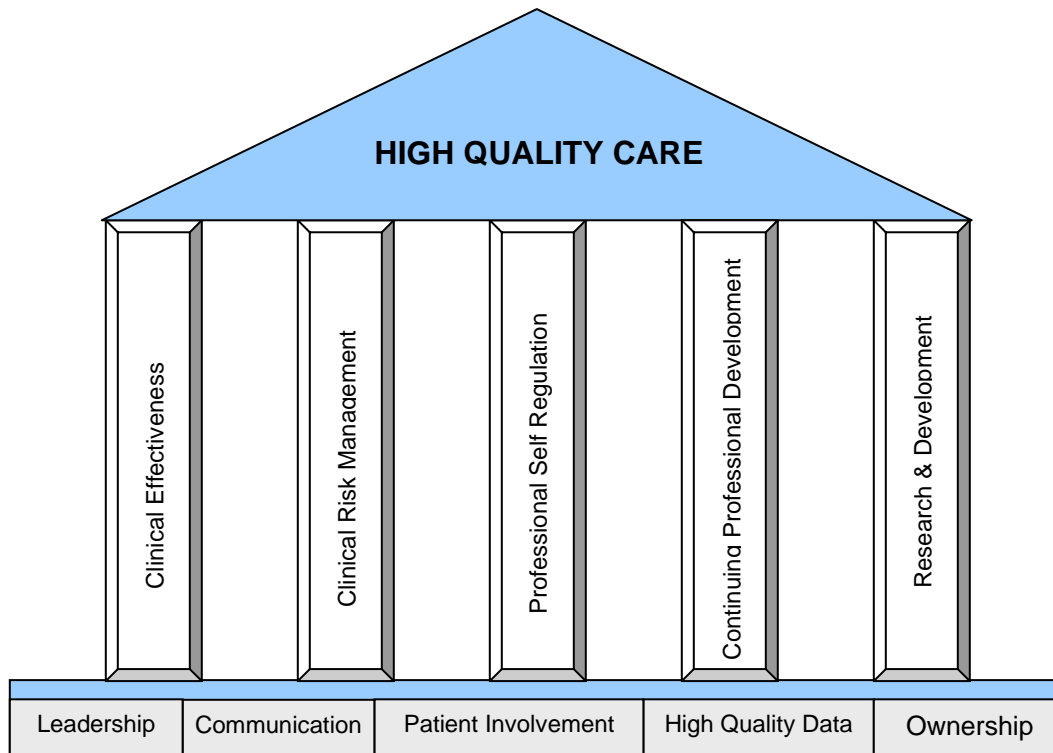 HIGH QUALITY CARE
Clinical Effectiveness
Clinical Risk Management
Professional Self Regulation
Continuing Professional Development
Research & Development
Leadership
Communication
Patient Involvement
High Quality Data
Ownership